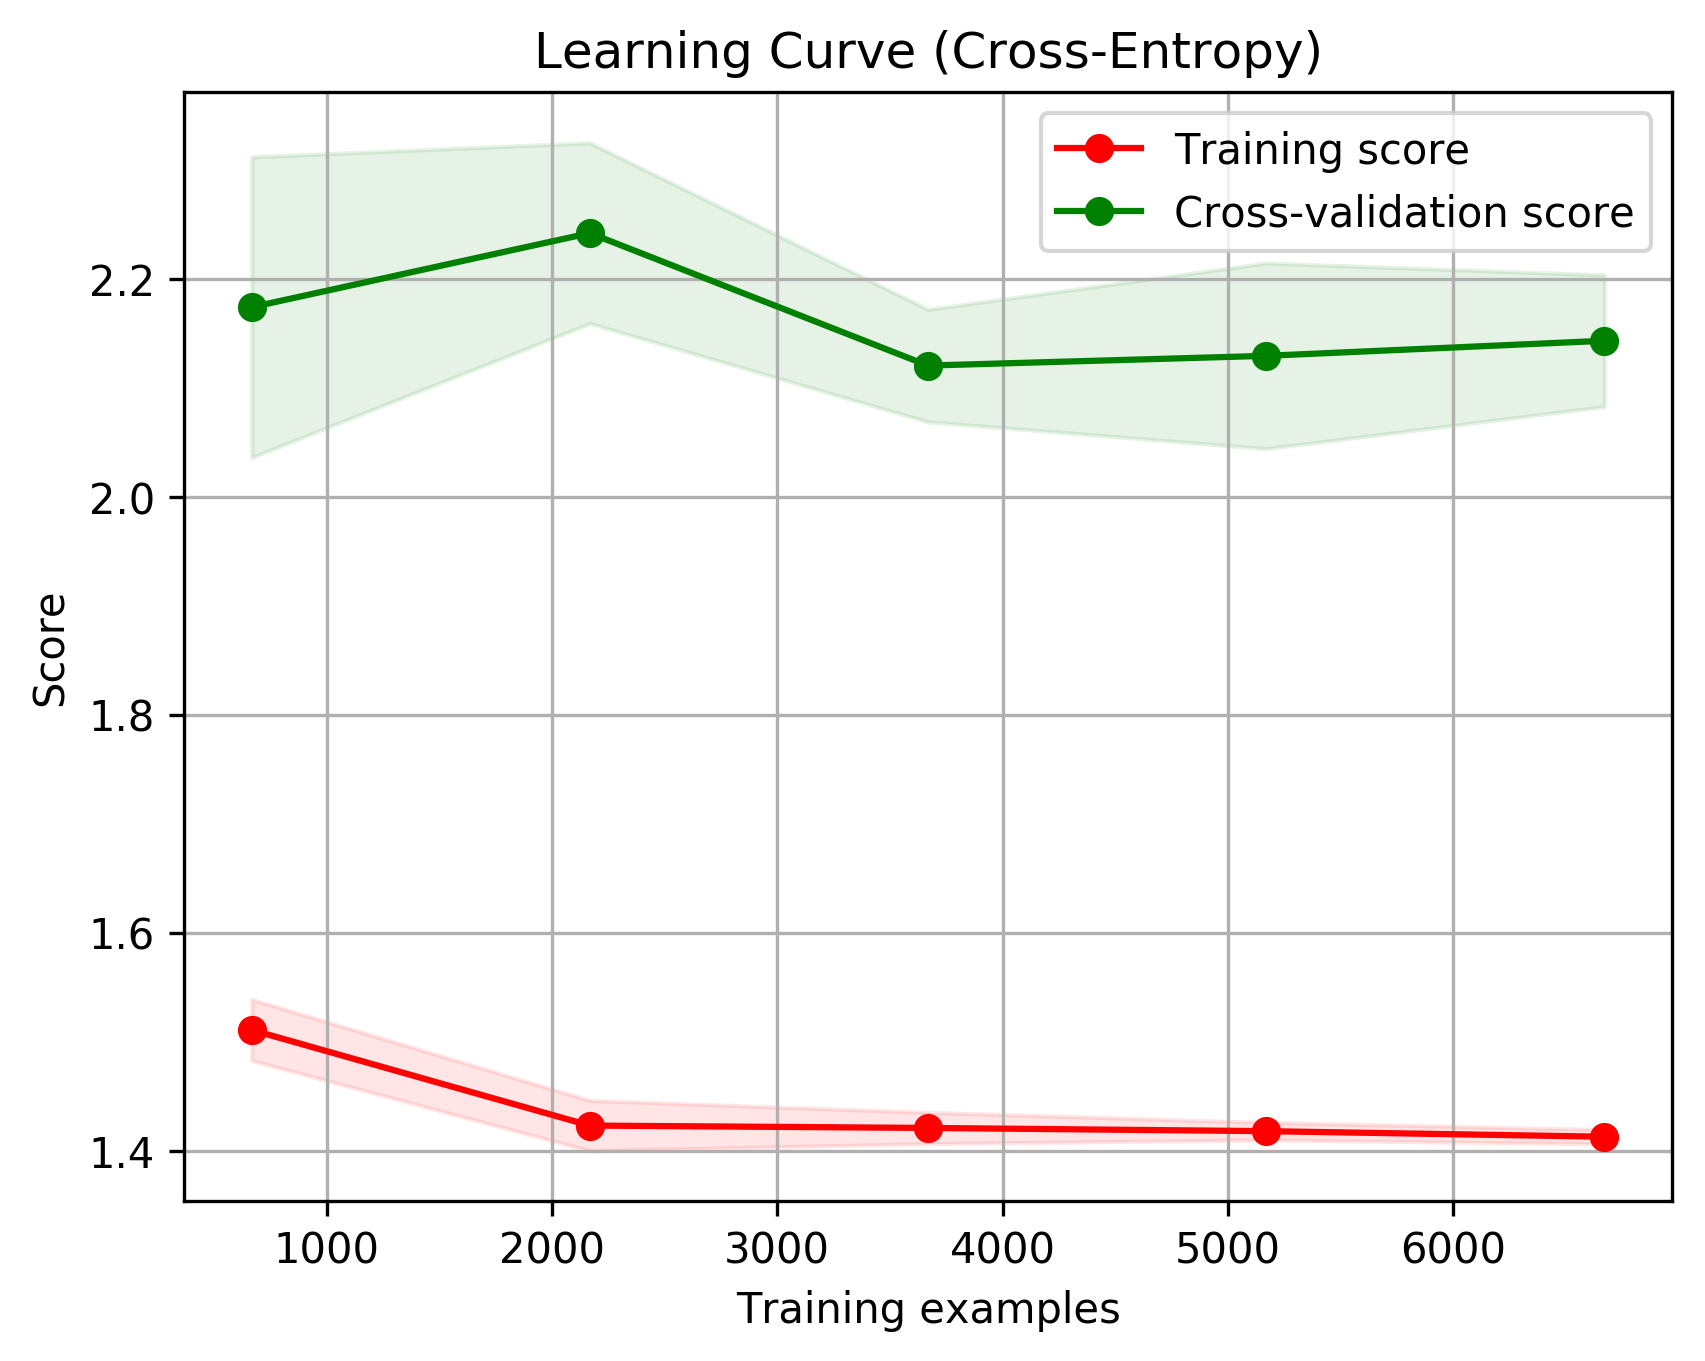 Learning Curve (Cross-Entropy)
Training score
Cross-validation score
2.2
2.0
1.8
1.6
1.4
Score
1000 2000 3000 4000 5000 6000
Training examples